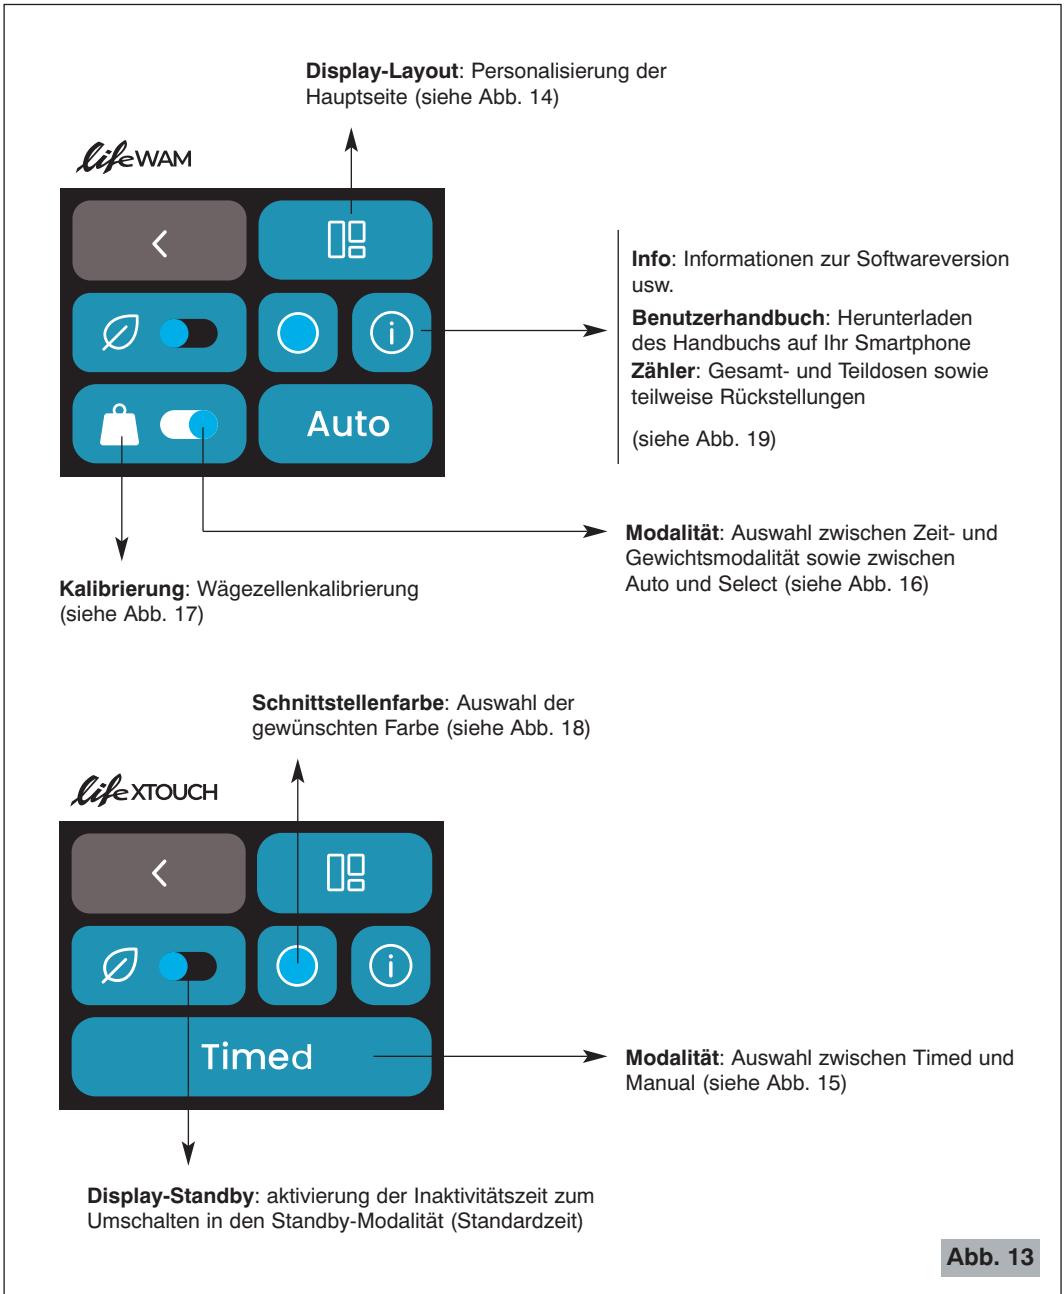 Display-Layout: Personalisierung der
Hauptseite (siehe Abb. 14)
lifeWAM
Info: Informationen zur Softwareversion
usw.
Benutzerhandbuch: Herunterladen
des Handbuchs auf Ihr Smartphone
Zähler: Gesamt- und Teildosen sowie
teilweise Rückstellungen
(siehe Abb. 19)
Auto
Modalität: Auswahl zwischen Zeit- und
Gewichtsmodalität sowie zwischen
Auto und Select (siehe Abb. 16)
Kalibrierung: Wägezellenkalibrierung
(siehe Abb. 17)
Schnittstellenfarbe: Auswahl der
gewünschten Farbe (siehe Abb. 18)
lifeXTOUCH
Timed
Modalität: Auswahl zwischen Timed und
Manual (siehe Abb. 15)
Display-Standby: aktivierung der Inaktivitätszeit zum
Umschalten in den Standby-Modalität (Standardzeit)
Abb. 13